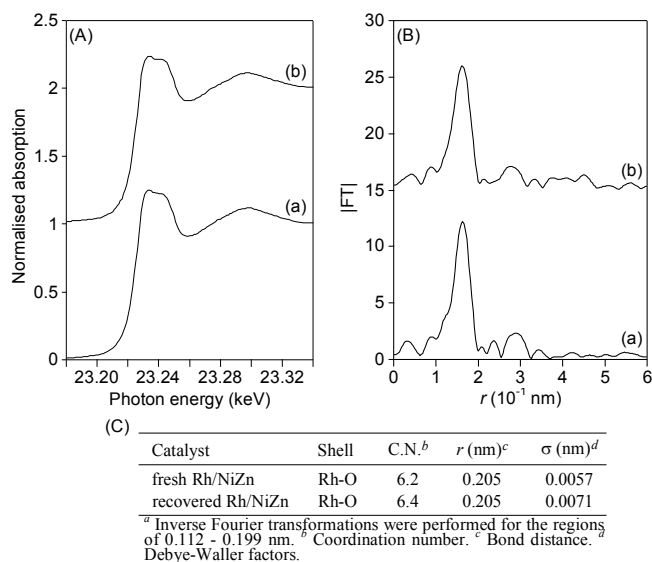 (A)
Normalised absorption
2.5
2
1.5
1
0.5
0
(b)
(a)
23.20 23.24 23.28 23.32
Photon energy (keV)
(B)
|FT|
30
25
20
15
10
5
0
(b)
(a)
0 1 2 3 4 5 6
r (10⁻¹ nm)
(C)
Catalyst Shell C.N.ᵇ r (nm)ᶜ σ (nm)ᵈ
fresh Rh/NiZn Rh-O 6.2 0.205 0.0057
recovered Rh/NiZn Rh-O 6.4 0.205 0.0071
ᵃ Inverse Fourier transformations were performed for the regions
of 0.112 - 0.199 nm. ᵇ Coordination number. ᶜ Bond distance. ᵈ
Debye-Waller factors.